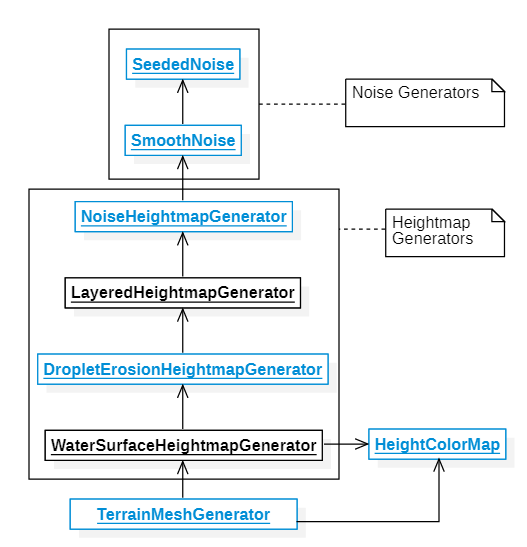 SeededNoise
Noise Generators
SmoothNoise
NoiseHeightmapGenerator
Heightmap
Generators
LayeredHeightmapGenerator
DropletErosionHeightmapGenerator
WaterSurfaceHeightmapGenerator
HeightColorMap
TerrainMeshGenerator